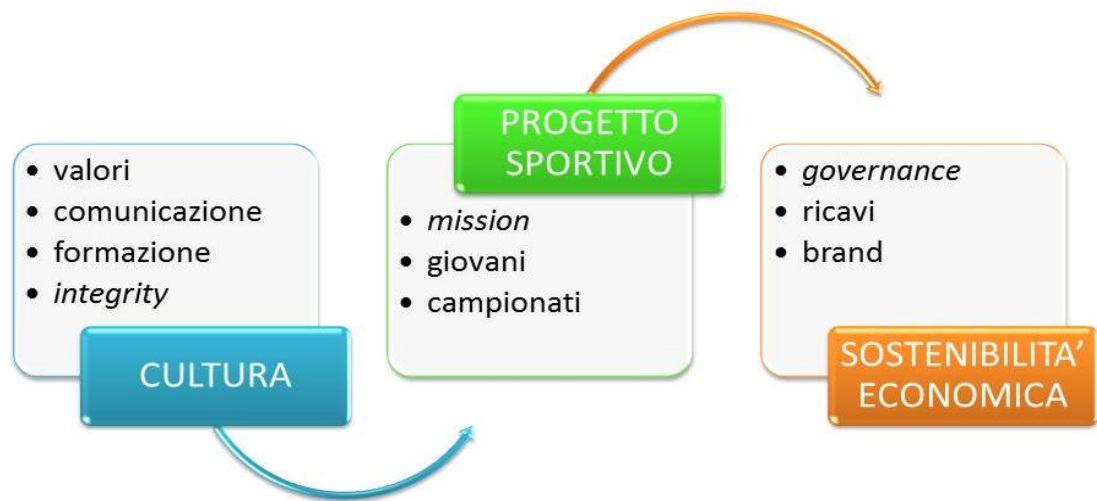 • valori
• comunicazione
• formazione
• integrity
CULTURA
PROGETTO
SPORTIVO
• mission
• giovani
• campionati
• governance
• ricavi
• brand
SOSTENIBILITA’
ECONOMICA